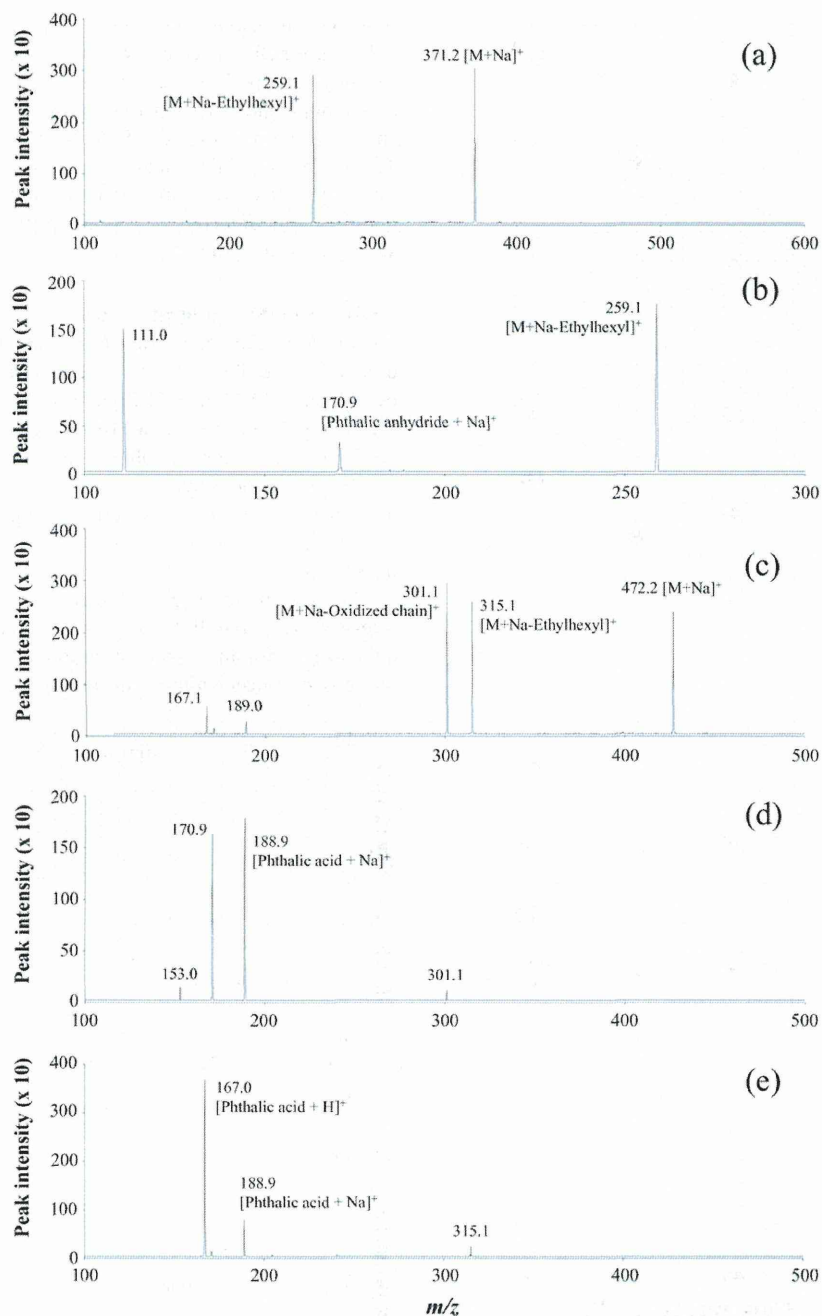 (a)
Peak intensity (x 10)
400
300
200
100
0
259.1
[M+Na-Ethylhexyl]⁺
371.2 [M+Na]⁺
100 200 300 400 500 600
(b)
Peak intensity (x 10)
200
150
100
50
0
111.0
170.9
[Phthalic anhydride + Na]⁺
259.1
[M+Na-Ethylhexyl]⁺
100 150 200 250 300
(c)
Peak intensity (x 10)
400
300
200
100
0
167.1
189.0
301.1
[M+Na-Oxidized chain]⁺
315.1
[M+Na-Ethylhexyl]⁺
472.2 [M+Na]⁺
100 200 300 400 500
(d)
Peak intensity (x 10)
200
150
100
50
0
153.0
170.9
188.9
[Phthalic acid + Na]⁺
301.1
100 200 300 400 500
(e)
Peak intensity (x 10)
400
300
200
100
0
167.0
[Phthalic acid + H]⁺
188.9
[Phthalic acid + Na]⁺
315.1
100 200 300 400 500
m/z